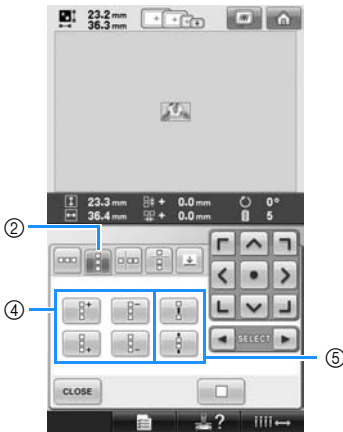 23.2 mm
36.3 mm
23.3 mm 0.0 mm 0°
36.4 mm 0.0 mm 5
②
④
SELECT
⑤
CLOSE
?